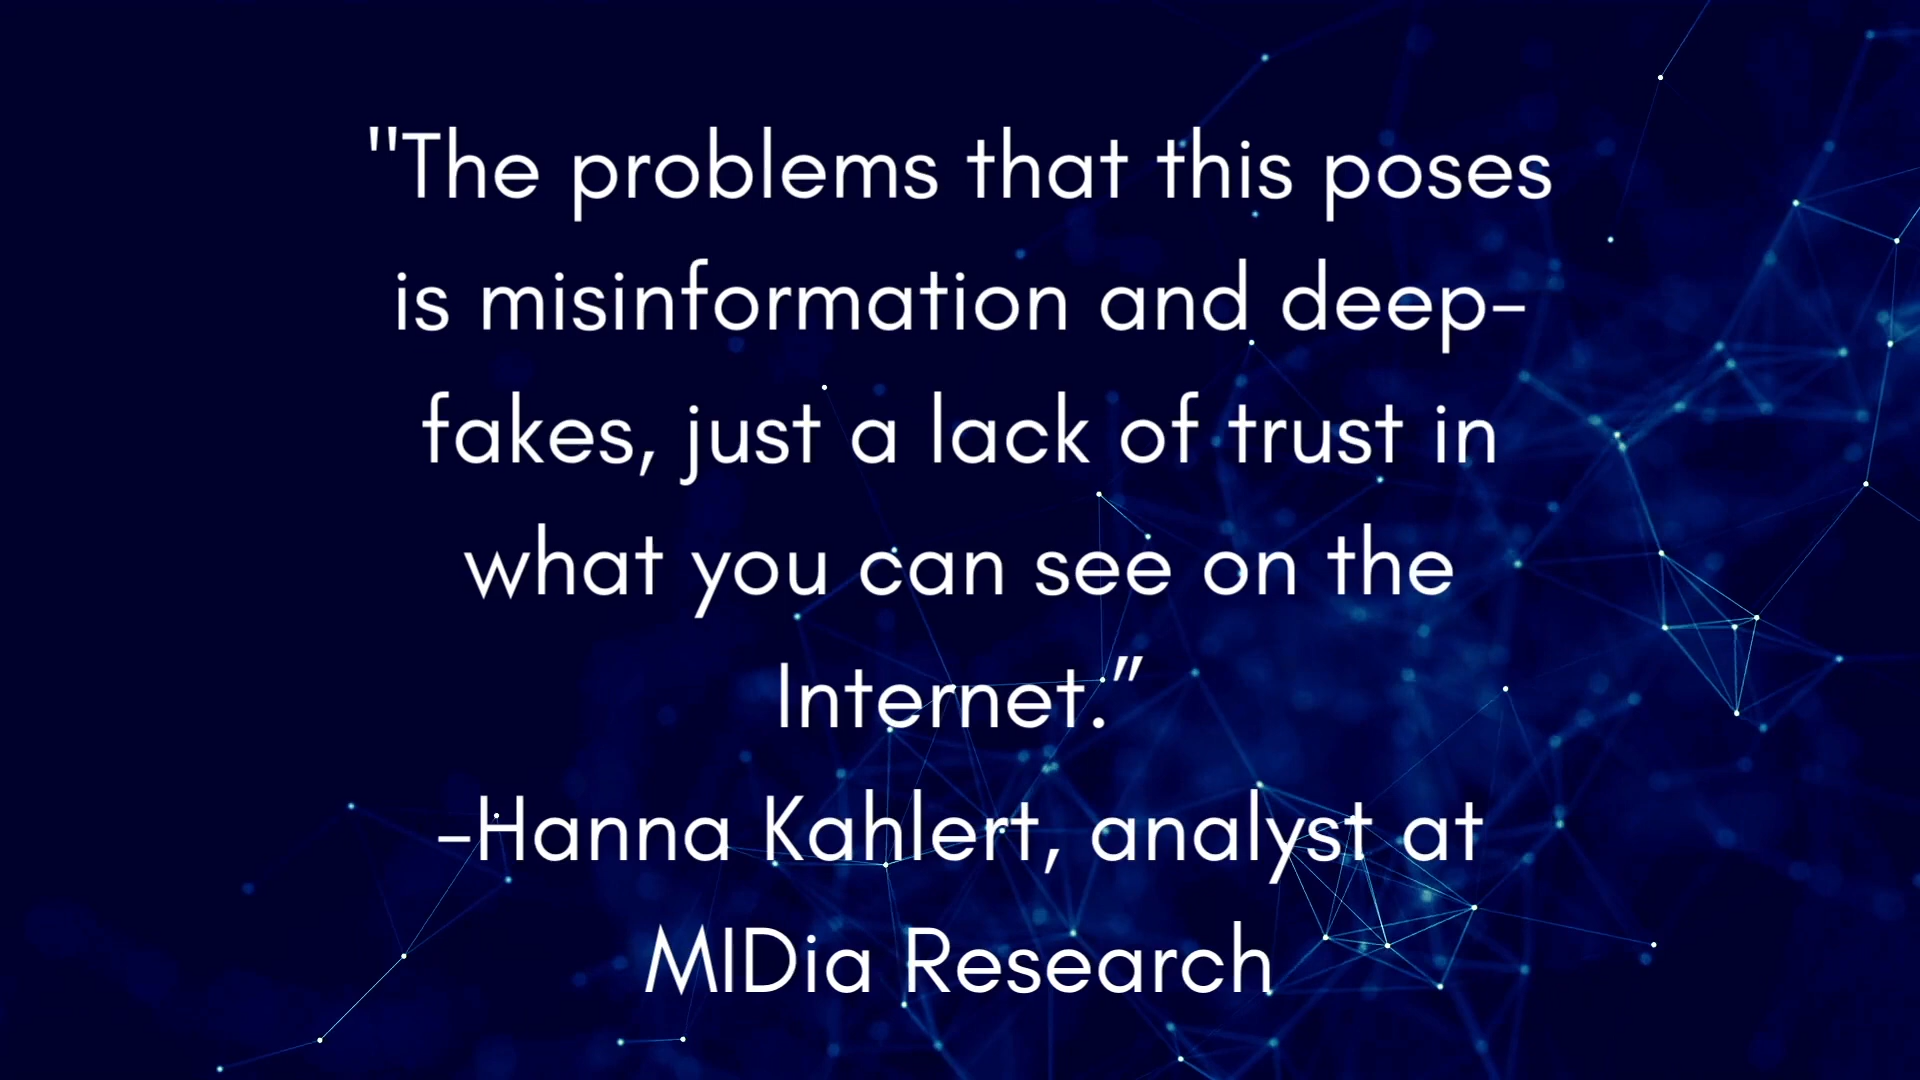 "The problems that this poses
is misinformation and deep-
fakes, just a lack of trust in
what you can see on the
Internet.”
-Hanna Kahlert, analyst at
MIDia Research